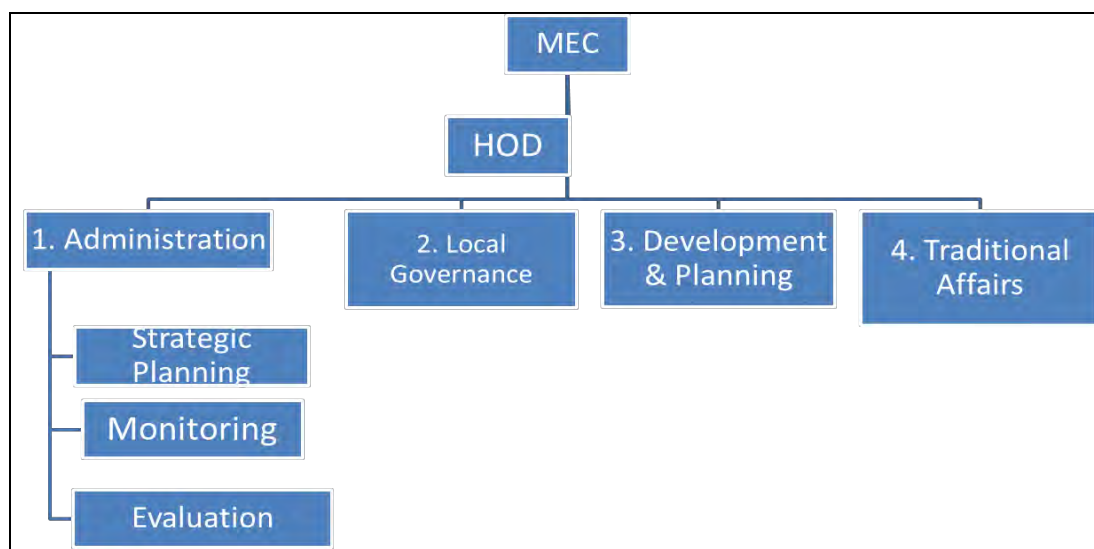 MEC
HOD
1. Administration
2. Local
Governance
3. Development
& Planning
4. Traditional
Affairs
Strategic
Planning
Monitoring
Evaluation